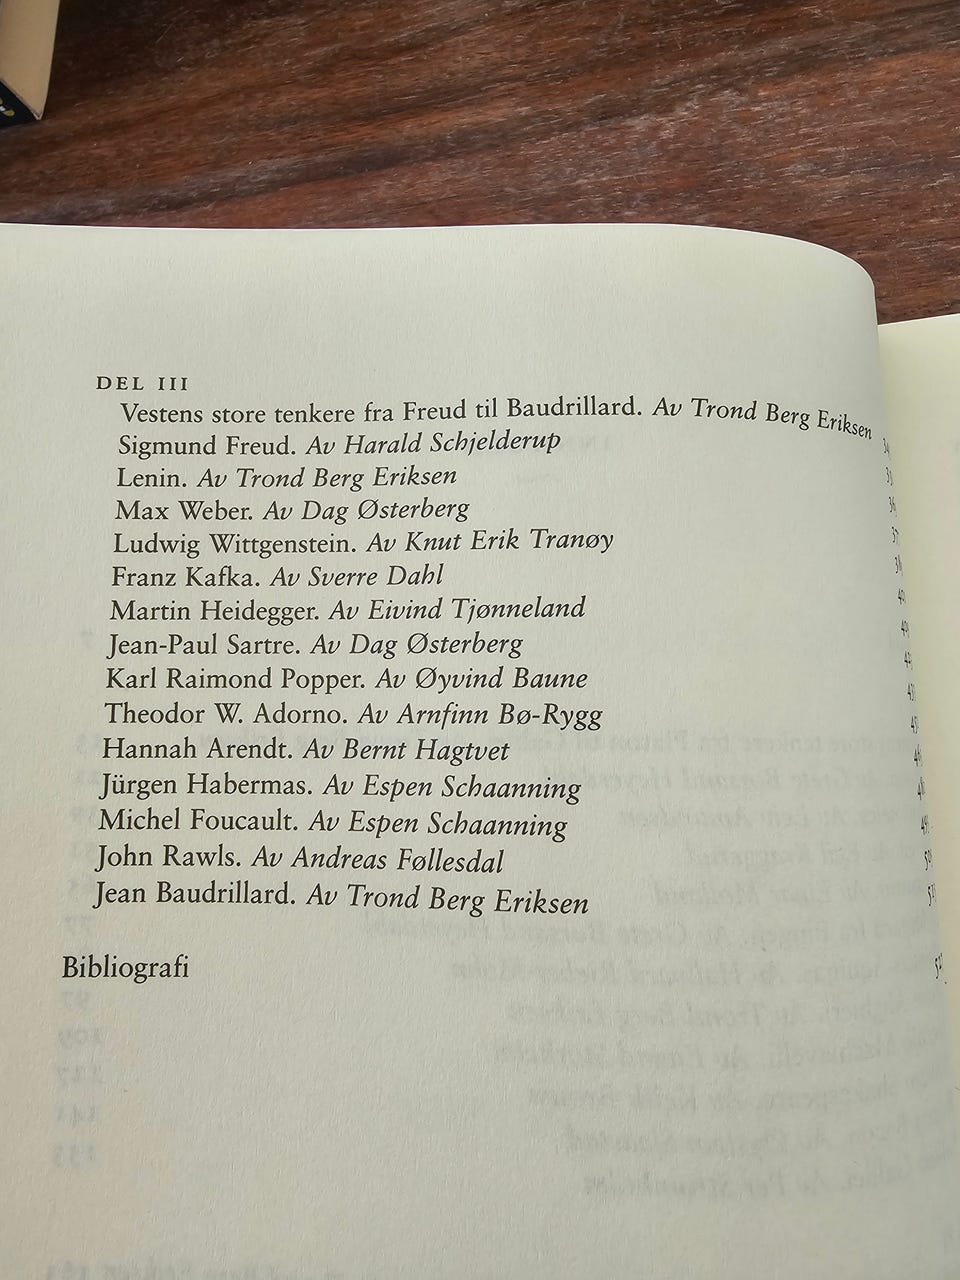 DEL III
Vestens store tenkere fra Freud til Baudrillard. Av Trond Berg Eriksen
Sigmund Freud. Av Harald Schjelderup
Lenin. Av Trond Berg Eriksen
Max Weber. Av Dag Østerberg
Ludwig Wittgenstein. Av Knut Erik Tranøy
Franz Kafka. Av Sverre Dahl
Martin Heidegger. Av Eivind Tjønneland
Jean-Paul Sartre. Av Dag Østerberg
Karl Raimond Popper. Av Øyvind Baune
Theodor W. Adorno. Av Arnfinn Bø-Rygg
Hannah Arendt. Av Bernt Hagtvet
Jürgen Habermas. Av Espen Schaanning
Michel Foucault. Av Espen Schaanning
John Rawls. Av Andreas Føllesdal
Jean Baudrillard. Av Trond Berg Eriksen
Bibliografi